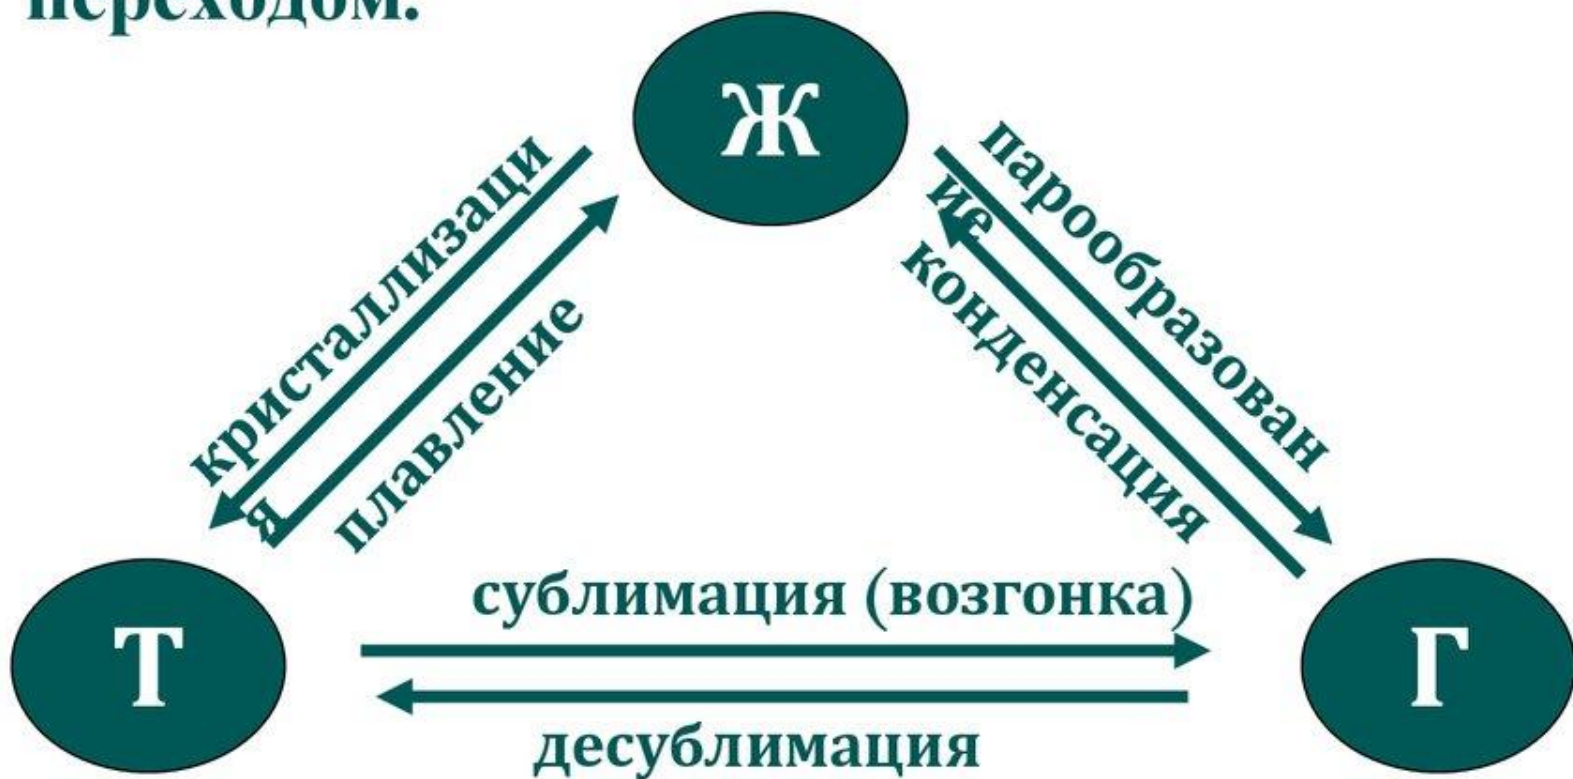 переходом.
Ж
кристаллизаци
я
плавление
парообразован
ие
конденсация
сублимация (возгонка)
Т
Г
десублимация